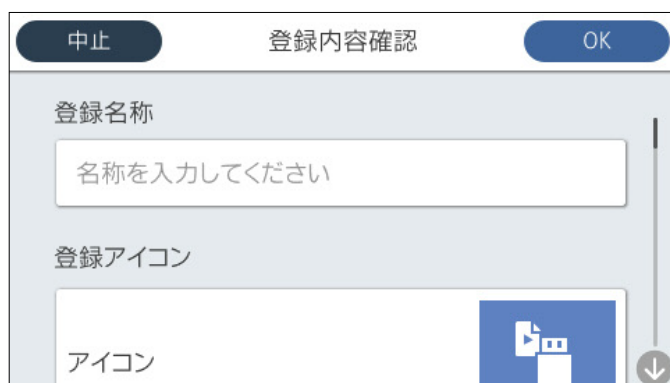 中止 登録内容確認 OK
登録名称
名称を入力してください
登録アイコン
アイコン